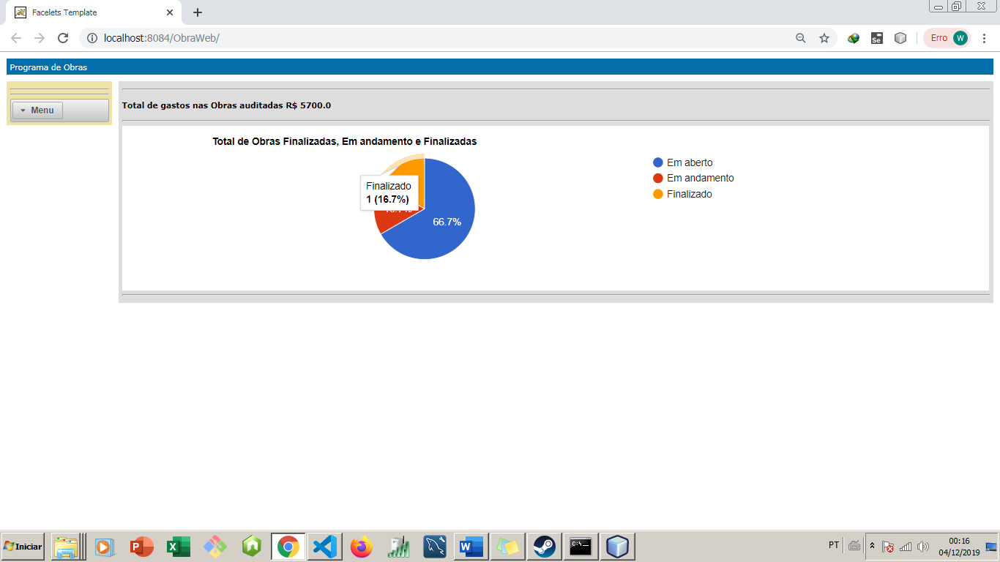 Facelets Template
localhost:8084/ObraWeb/
Se
Erro
W
Programa de Obras
Menu
Total de gastos nas Obras auditadas R$ 5700.0
Total de Obras Finalizadas, Em andamento e Finalizadas
Em aberto
Em andamento
Finalizado
Finalizado
1 (16.7%)
66.7%
Iniciar
PT
00:16
04/12/2019